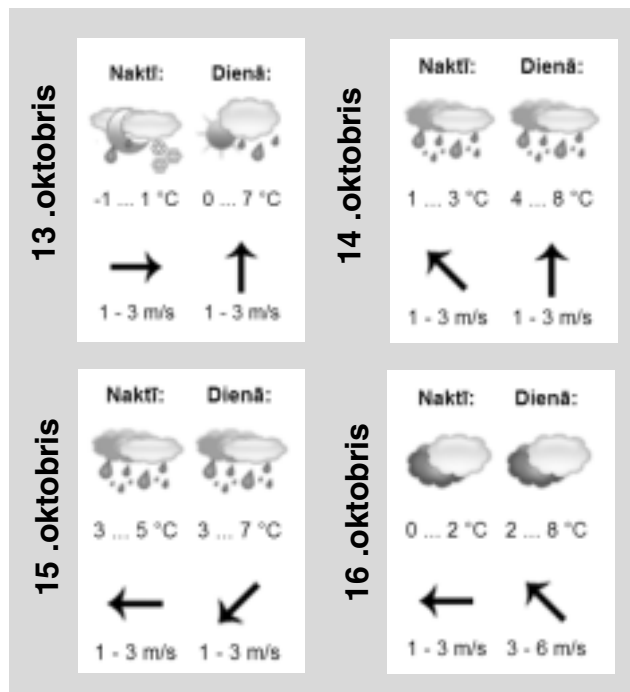 13 .oktobris
Naktī: Dienā:
-1 ... 1 °C 0 ... 7 °C
1 - 3 m/s 1 - 3 m/s
14 .oktobris
Naktī: Dienā:
1 ... 3 °C 4 ... 8 °C
1 - 3 m/s 1 - 3 m/s
15 .oktobris
Naktī: Dienā:
3 ... 5 °C 3 ... 7 °C
1 - 3 m/s 1 - 3 m/s
16 .oktobris
Naktī: Dienā:
0 ... 2 °C 2 ... 8 °C
1 - 3 m/s 3 - 6 m/s